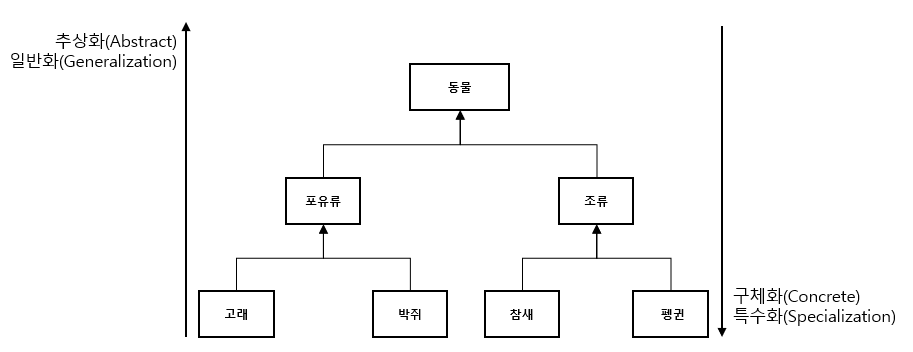 추상화(Abstract)
일반화(Generalization)
동물
포유류
조류
고래
박쥐
참새
펭귄
구체화(Concrete)
특수화(Specialization)